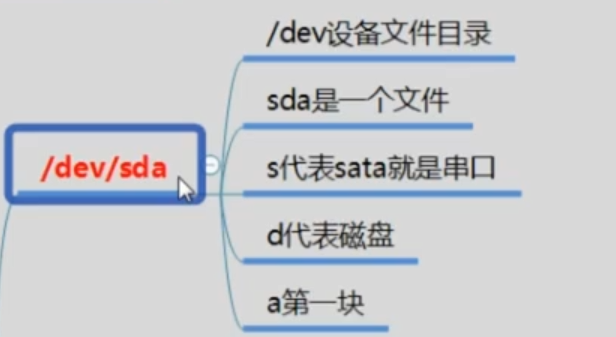 /dev/sda
/dev设备文件目录
sda是一个文件
s代表sata就是串口
d代表磁盘
a第一块